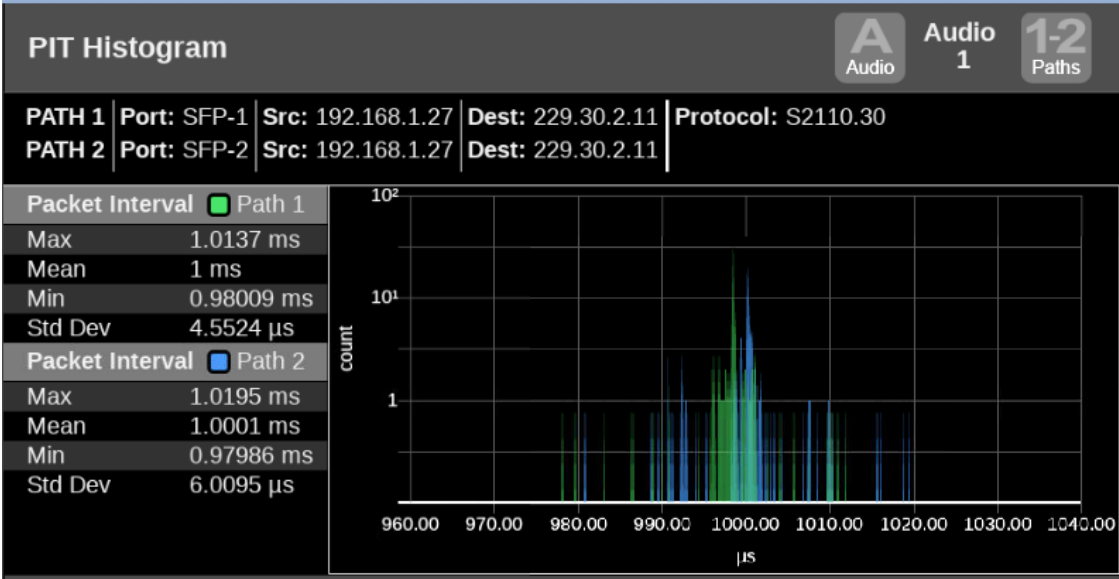 PIT Histogram
A
Audio
Audio
1
1-2
Paths
PATH 1 Port: SFP-1 Src: 192.168.1.27 Dest: 229.30.2.11 Protocol: S2110.30
PATH 2 Port: SFP-2 Src: 192.168.1.27 Dest: 229.30.2.11
Packet Interval Path 1
Max 1.0137 ms
Mean 1 ms
Min 0.98009 ms
Std Dev 4.5524 µs
Packet Interval Path 2
Max 1.0195 ms
Mean 1.0001 ms
Min 0.97986 ms
Std Dev 6.0095 µs
10²
10¹
1
count
960.00 970.00 980.00 990.00 1000.00 1010.00 1020.00 1030.00 1040.00
µs